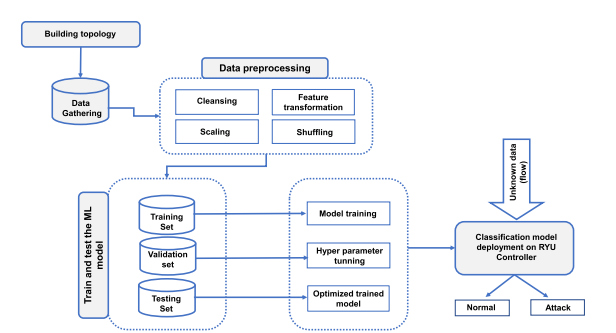 Building topology
Data preprocessing
Data
Gathering
Cleansing
Feature
transformation
Scaling
Shuffling
Train and test the ML
model
Training
Set
Validation
set
Testing
Set
Model training
Hyper parameter
tunning
Optimized trained
model
Unknown data
(flow)
Classification model
deployment on RYU
Controller
Normal
Attack